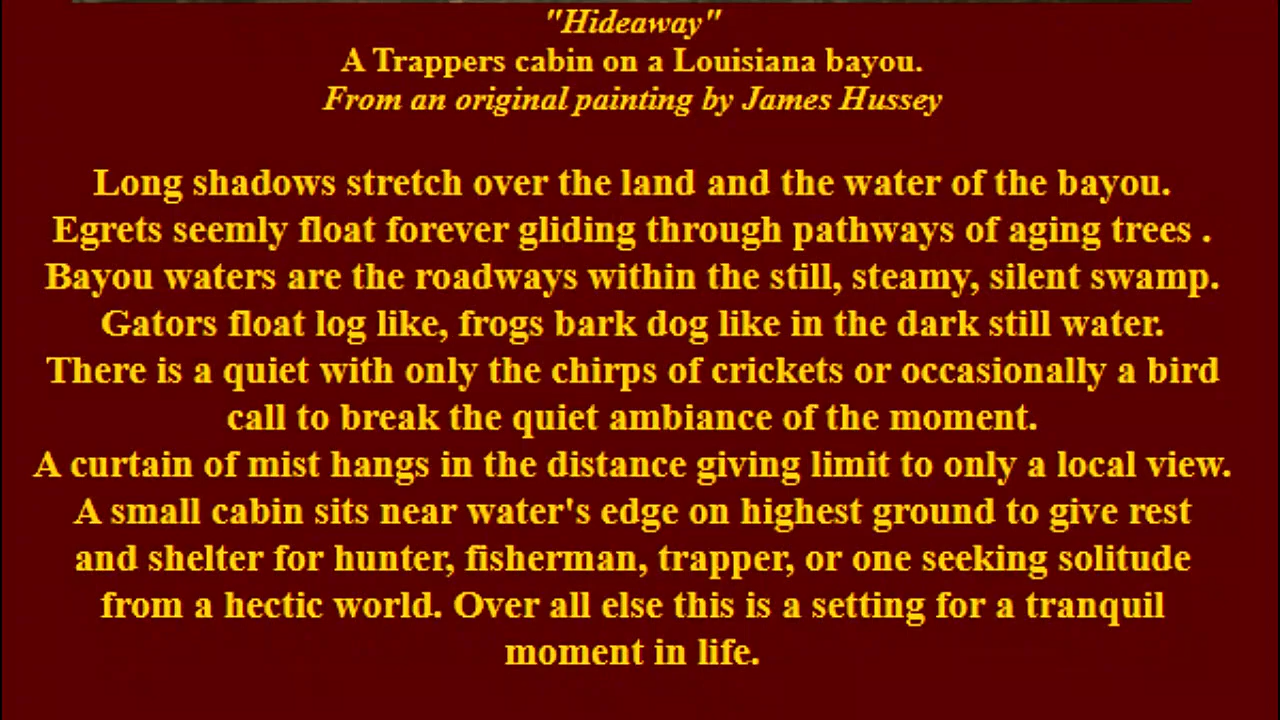 "Hideaway"
A Trappers cabin on a Louisiana bayou.
From an original painting by James Hussey
Long shadows stretch over the land and the water of the bayou.
Egrets seemly float forever gliding through pathways of aging trees .
Bayou waters are the roadways within the still, steamy, silent swamp.
Gators float log like, frogs bark dog like in the dark still water.
There is a quiet with only the chirps of crickets or occasionally a bird
call to break the quiet ambiance of the moment.
A curtain of mist hangs in the distance giving limit to only a local view.
A small cabin sits near water's edge on highest ground to give rest
and shelter for hunter, fisherman, trapper, or one seeking solitude
from a hectic world. Over all else this is a setting for a tranquil
moment in life.